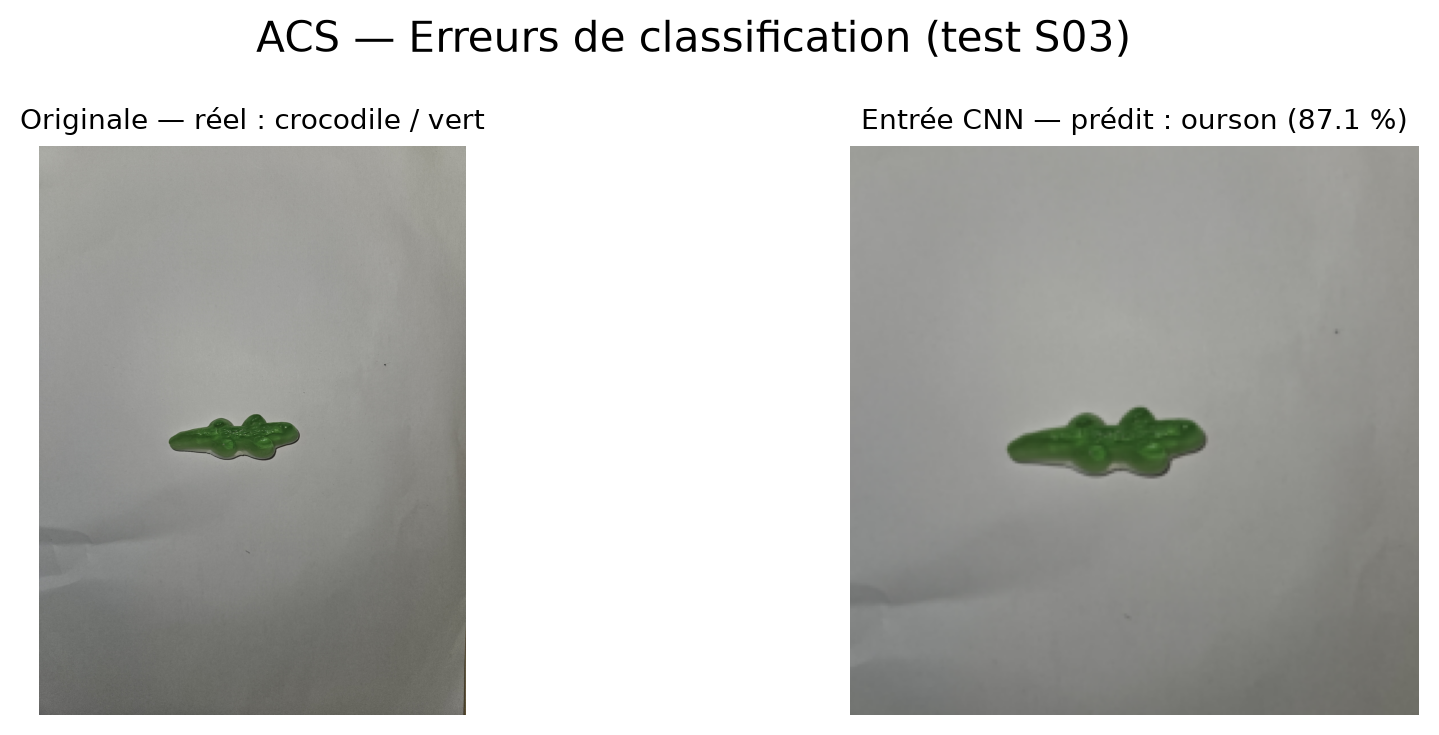 ACS — Erreurs de classification (test S03)
Originale — réel : crocodile / vert
Entrée CNN — prédit : ourson (87.1 %)